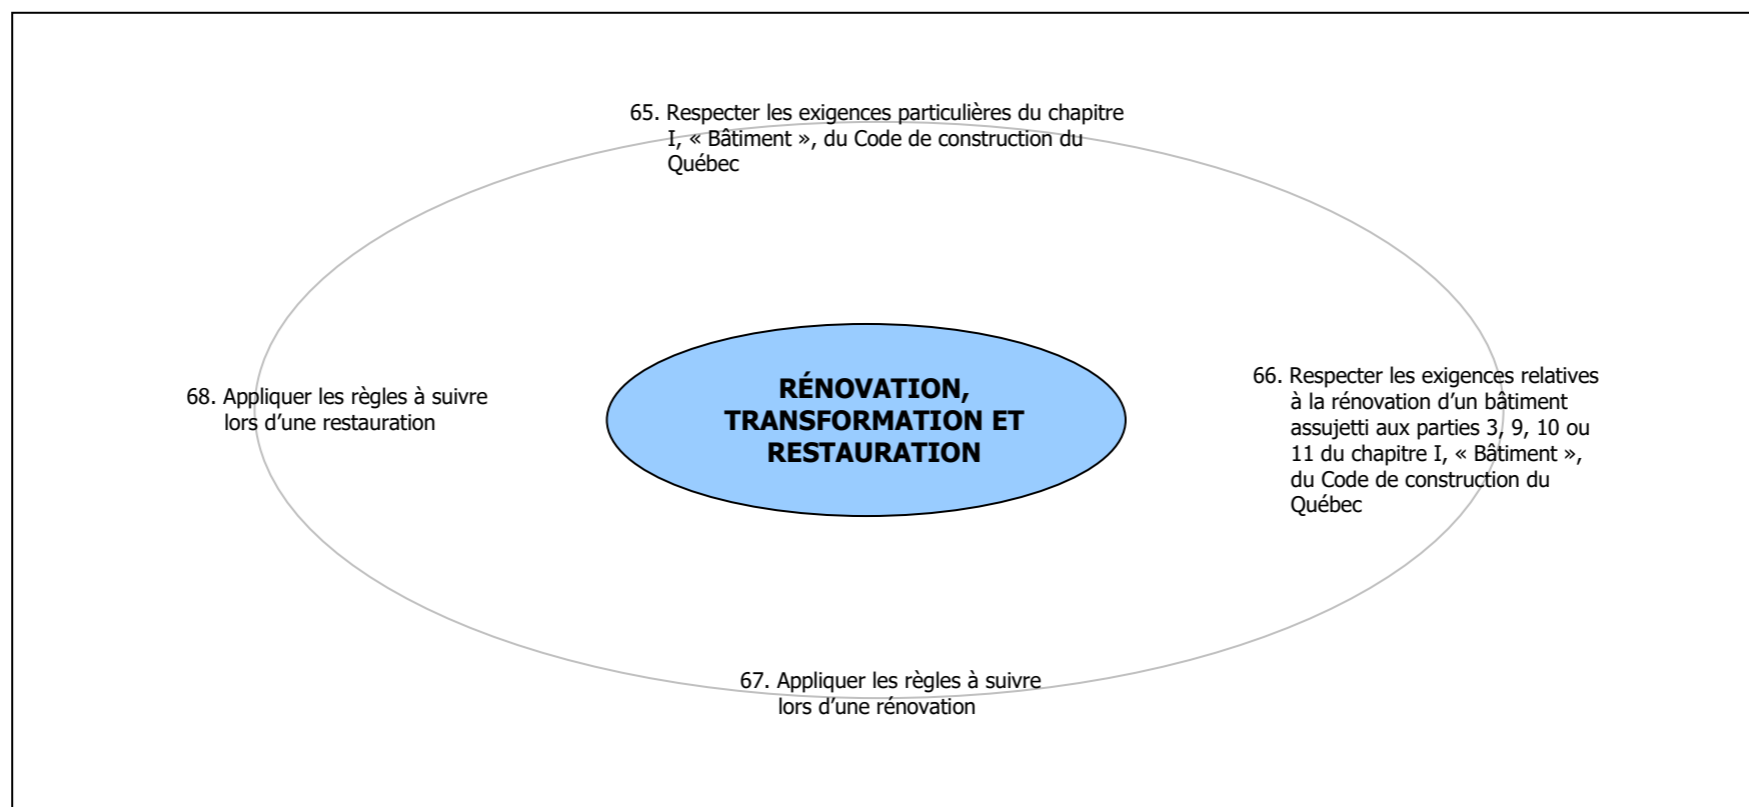 65. Respecter les exigences particulières du chapitre
I, « Bâtiment », du Code de construction du
Québec
68. Appliquer les règles à suivre
lors d’une restauration
RÉNOVATION,
TRANSFORMATION ET
RESTAURATION
66. Respecter les exigences relatives
à la rénovation d’un bâtiment
assujetti aux parties 3, 9, 10 ou
11 du chapitre I, « Bâtiment »,
du Code de construction du
Québec
67. Appliquer les règles à suivre
lors d’une rénovation